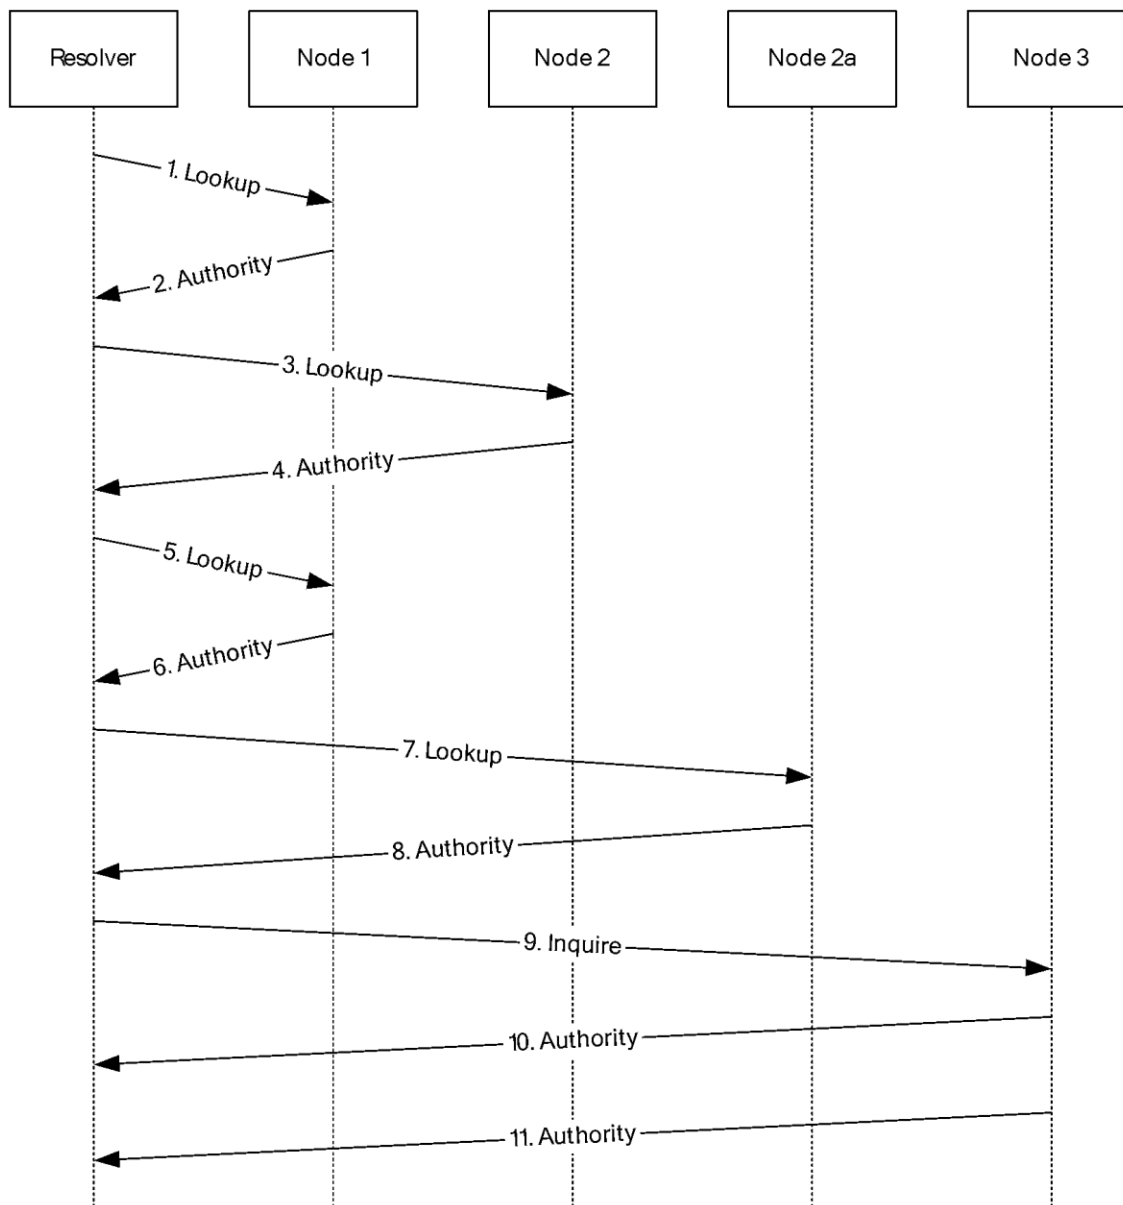 Resolver
Node 1
Node 2
Node 2a
Node 3
1. Lookup
2. Authority
3. Lookup
4. Authority
5. Lookup
6. Authority
7. Lookup
8. Authority
9. Inquire
10. Authority
11. Authority